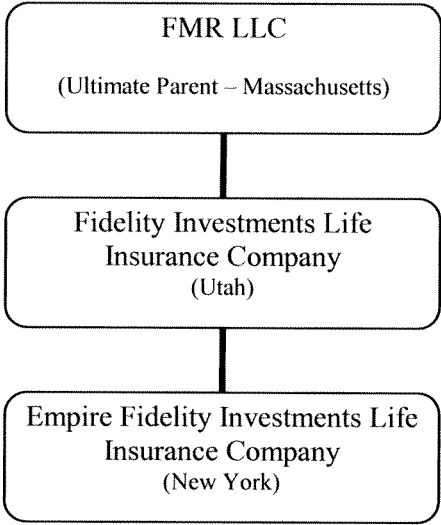 FMR LLC
(Ultimate Parent – Massachusetts)
Fidelity Investments Life
Insurance Company
(Utah)
Empire Fidelity Investments Life
Insurance Company
(New York)